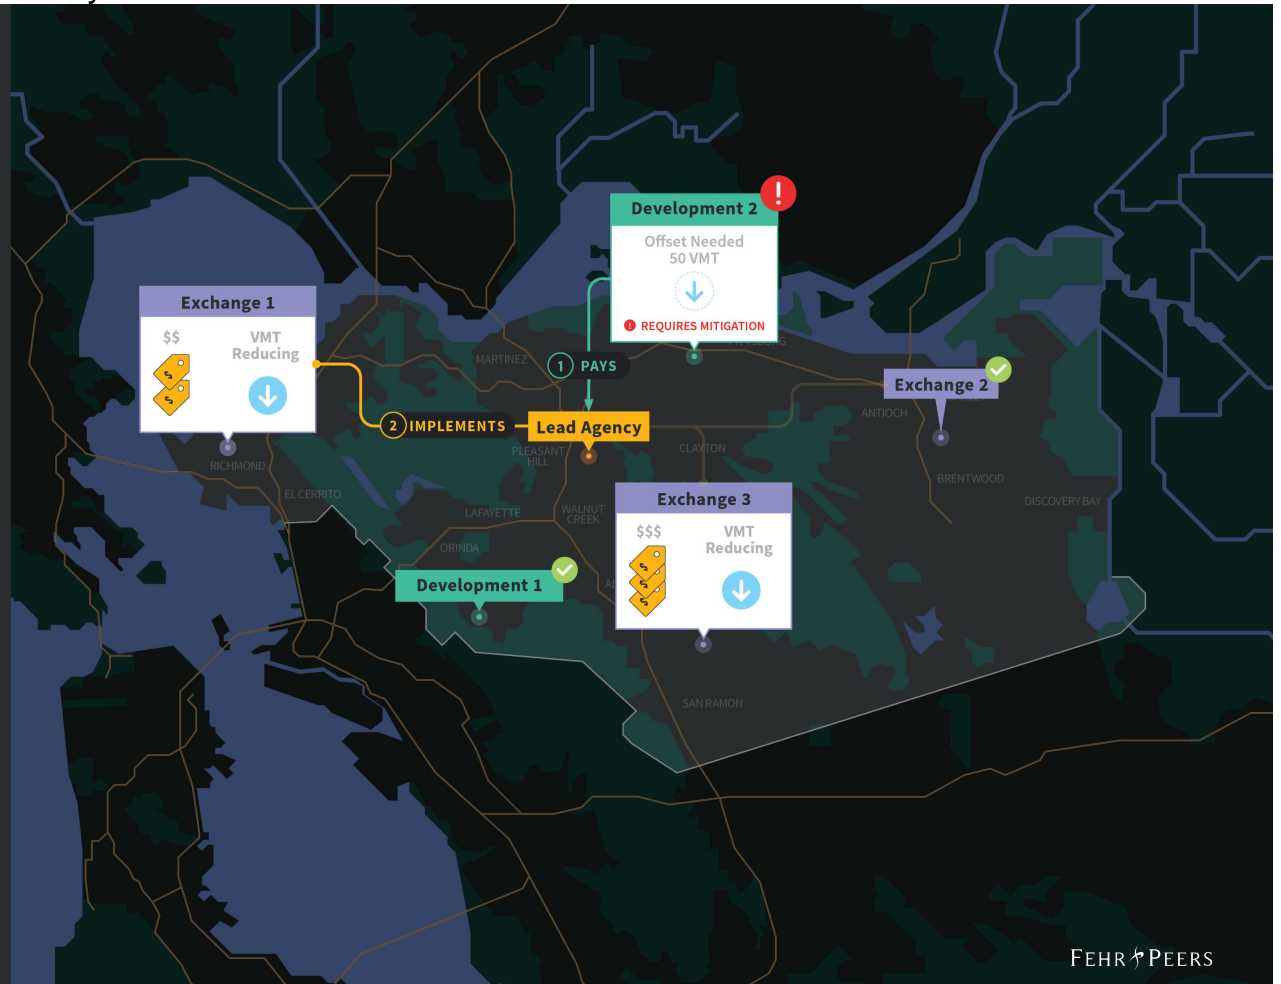 Development 2
Offset Needed
50 VMT
! REQUIRES MITIGATION
Exchange 1
$$
VMT
Reducing
MARTINEZ
1 PAYS
Exchange 2
ANTIOCH
2 IMPLEMENTS
Lead Agency
PLEASANT
HILL
CLAYTON
RICHMOND
BRENTWOOD
EL CERRITO
DISCOVERY BAY
LAFAYETTE
WALNUT
CREEK
Exchange 3
$$$
VMT
Reducing
ORINDA
Development 1
SAN RAMON
FEHR PEERS